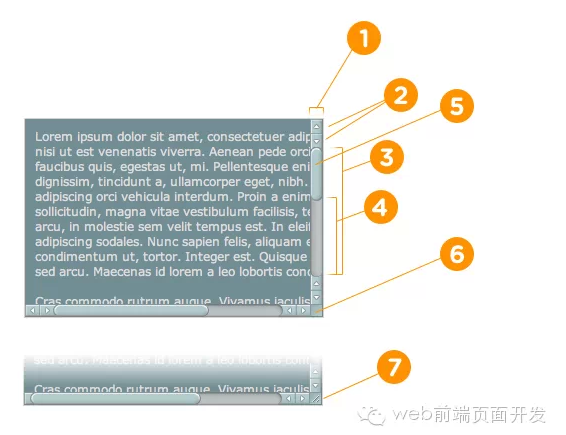 1
2
5
3
4
6
7
Lorem ipsum dolor sit amet, consectetuer adip
nisi ut est venenatis viverra. Aenean pede orci
faucibus quis, egestas ut, mi. Pellentesque eni
dignissim, tincidunt a, ullamcorper eget, nibh.
adipiscing orci vehicula interdum. Proin a enim
sollicitudin, magna vitae vestibulum facilisis, te
arcu, in molestie sem velit tempus est. In eleif
adipiscing sodales. Nunc sapien felis, aliquam e
condimentum ut, tortor. Integer est. Quisque
sed arcu. Maecenas id lorem a leo lobortis cond
Cras commodo rutrum augue. Vivamus iaculis
sed arcu. Maecenas id lorem a leo lobortis cond
Cras commodo rutrum augue. Vivamus iaculis
web前端页面开发